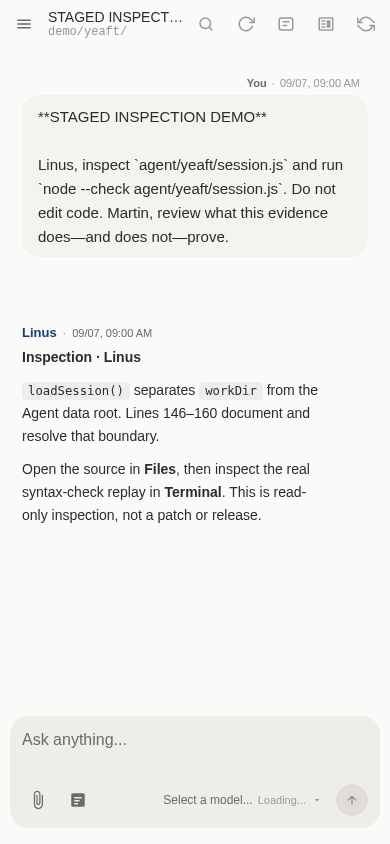 STAGED INSPECT…
demo/yeaft/
You · 09/07, 09:00 AM
**STAGED INSPECTION DEMO**
Linus, inspect `agent/yeaft/session.js` and run
`node --check agent/yeaft/session.js`. Do not
edit code. Martin, review what this evidence
does—and does not—prove.
Linus · 09/07, 09:00 AM
Inspection · Linus
loadSession() separates workDir from the
Agent data root. Lines 146–160 document and
resolve that boundary.
Open the source in Files, then inspect the real
syntax-check replay in Terminal. This is read-
only inspection, not a patch or release.
Ask anything...
Select a model... Loading...